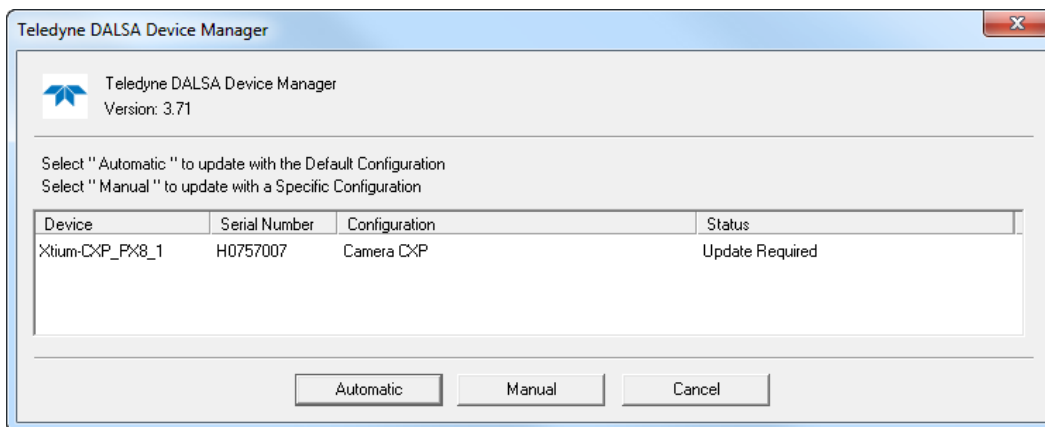 Teledyne DALSA Device Manager
Teledyne DALSA Device Manager
Version: 3.71
Select " Automatic " to update with the Default Configuration
Select " Manual " to update with a Specific Configuration
Device Serial Number Configuration Status
Xtium-CXP_PX8_1 H0757007 Camera CXP Update Required
Automatic Manual Cancel